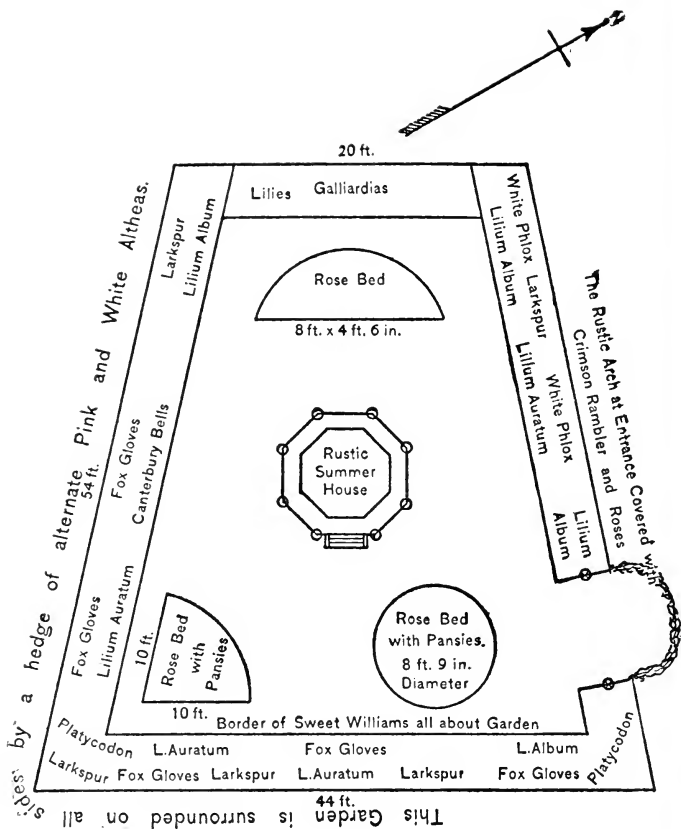 N
20 ft.
Lilies Galliardias
Larkspur
Lilium Album
White Phlox Larkspur
Lilium Album
Rose Bed
8 ft. x 4 ft. 6 in.
White Phlox
Lilium Auratum
Fox Gloves
Canterbury Bells
Rustic
Summer
House
Lilium
Album
Fox Gloves
Lilium Auratum
10 ft.
Rose Bed
with
Pansies
10 ft.
Rose Bed
with Pansies.
8 ft. 9 in.
Diameter
Border of Sweet Williams all about Garden
Platycodon L.Auratum Fox Gloves L.Album Platycodon
Larkspur Fox Gloves Larkspur L.Auratum Larkspur Fox Gloves
44 ft.
54 ft.
This Garden is surrounded on all sides, by a hedge of alternate Pink and White Altheas.
The Rustic Arch at Entrance Covered with
Crimson Rambler and Roses